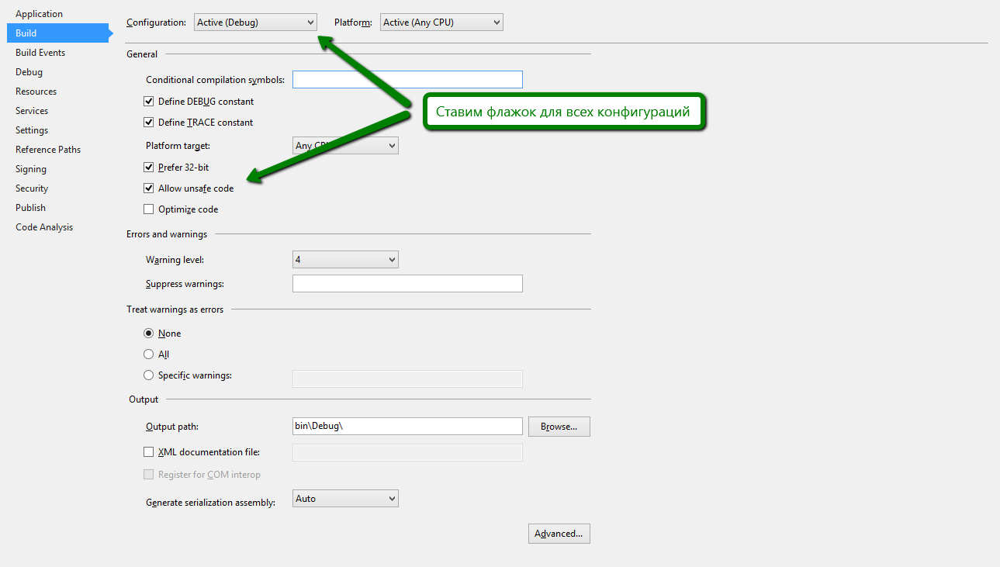 Application
Build
Build Events
Debug
Resources
Services
Settings
Reference Paths
Signing
Security
Publish
Code Analysis
Configuration: Active (Debug) Platform: Active (Any CPU)
General
Conditional compilation symbols:
Define DEBUG constant
Define TRACE constant
Ставим флажок для всех конфигураций
Platform target: Any CPU
Prefer 32-bit
Allow unsafe code
Optimize code
Errors and warnings
Warning level: 4
Suppress warnings:
Treat warnings as errors
None
All
Specific warnings:
Output
Output path: bin\Debug\ Browse...
XML documentation file:
Register for COM interop
Generate serialization assembly: Auto
Advanced...